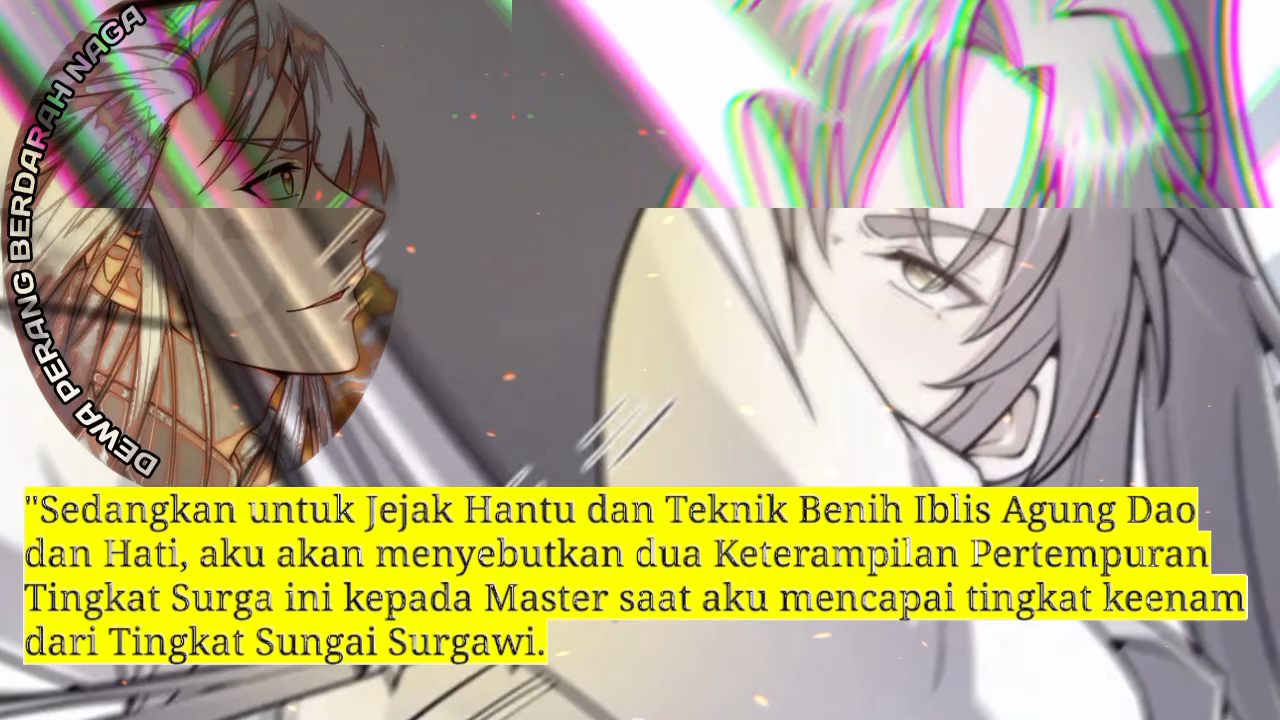 DEWA PERANG BERDARAH NAGA
"Sedangkan untuk Jejak Hantu dan Teknik Benih Iblis Agung Dao
dan Hati, aku akan menyebutkan dua Keterampilan Pertempuran
Tingkat Surga ini kepada Master saat aku mencapai tingkat keenam
dari Tingkat Sungai Surgawi.